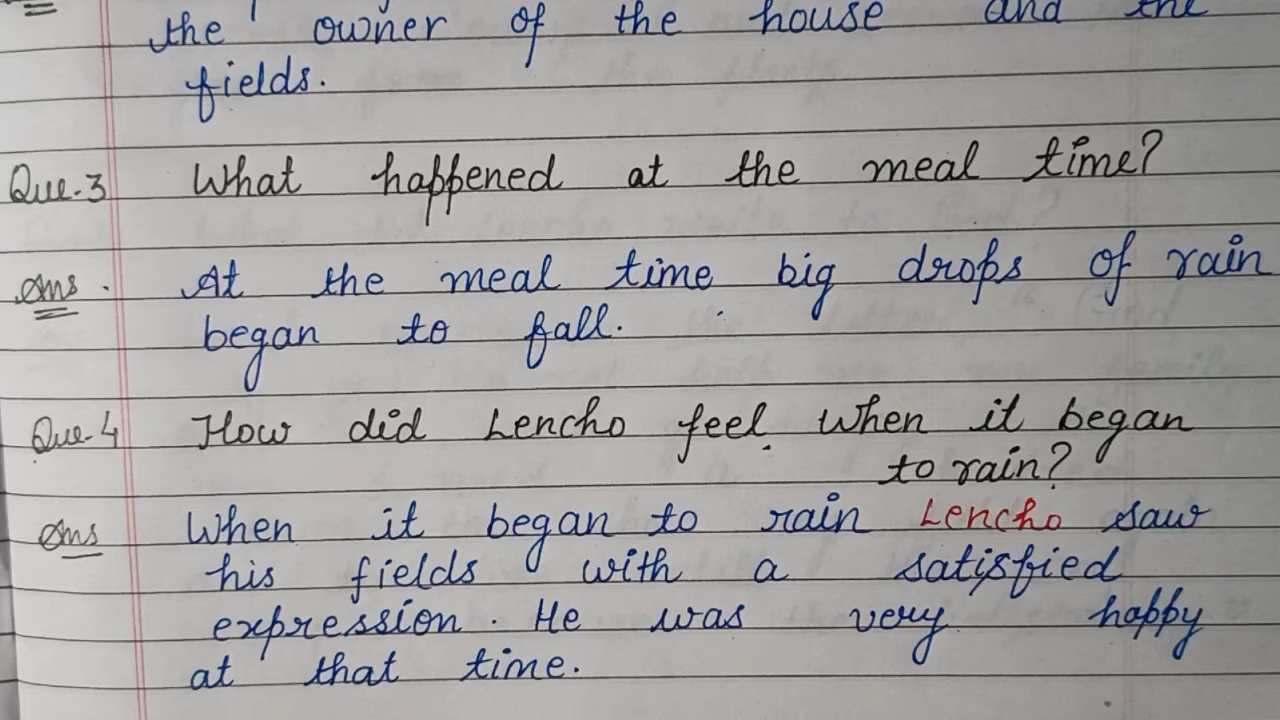 the owner of the house and the
fields.
Que.3 What happened at the meal time?
Ans. At the meal time big drops of rain
began to fall.
Que.4 How did Lencho feel when it began
to rain?
Ans When it began to rain Lencho saw
his fields with a satisfied
expression. He was very happy
at that time.